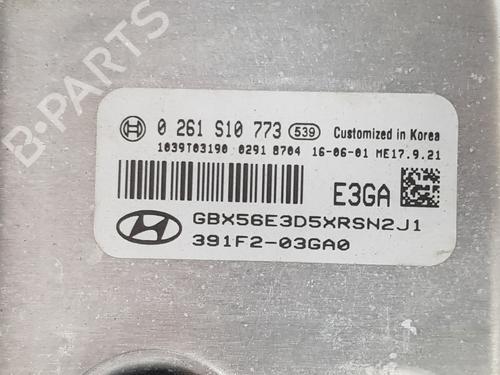 B-PARTS
0 261 S10 773 539 Customized in Korea
1039T03190 0291 8704 16-06-01 ME17.9.21
E3GA
GBX56E3D5XRSN2J1
391F2-03GA0